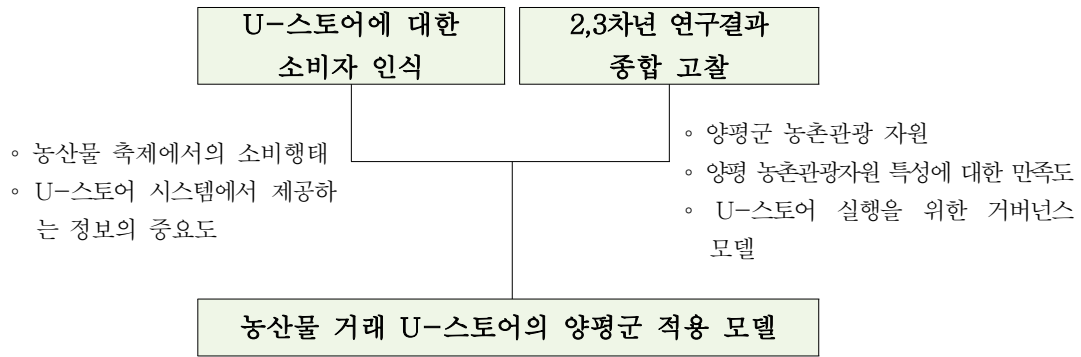 U-스토어에 대한
소비자 인식
2,3차년 연구결과
종합 고찰
◦ 농산물 축제에서의 소비행태
◦ U-스토어 시스템에서 제공하
는 정보의 중요도
◦ 양평군 농촌관광 자원
◦ 양평 농촌관광자원 특성에 대한 만족도
◦ U-스토어 실행을 위한 거버넌스
모델
농산물 거래 U-스토어의 양평군 적용 모델